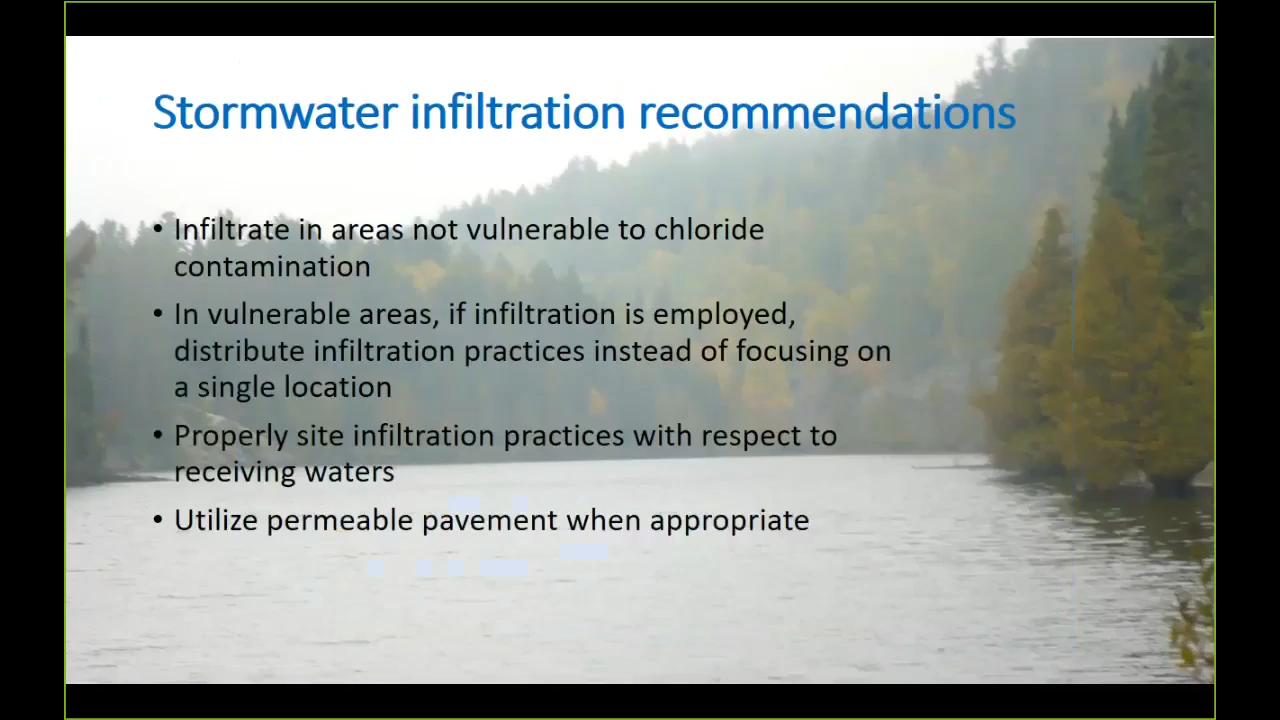 Stormwater infiltration recommendations
• Infiltrate in areas not vulnerable to chloride
contamination
• In vulnerable areas, if infiltration is employed,
distribute infiltration practices instead of focusing on
a single location
• Properly site infiltration practices with respect to
receiving waters
• Utilize permeable pavement when appropriate